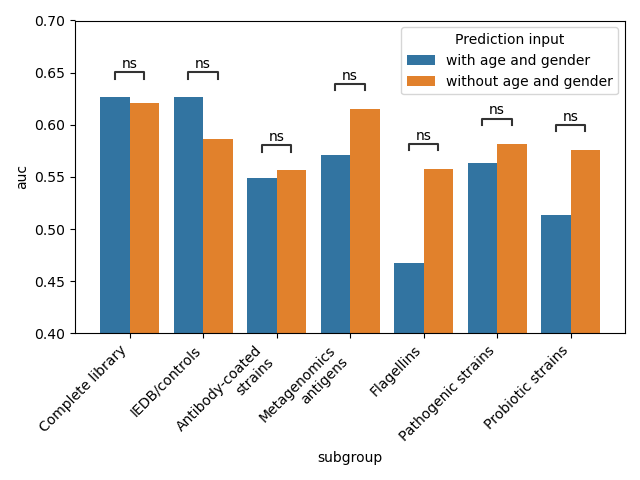 0.70
0.65
0.60
0.55
0.50
0.45
0.40
auc
Prediction input
with age and gender
without age and gender
ns
ns
ns
ns
ns
ns
ns
Complete library
IEDB/controls
Antibody-coated
strains
Metagenomics
antigens
Flagellins
Pathogenic strains
Probiotic strains
subgroup